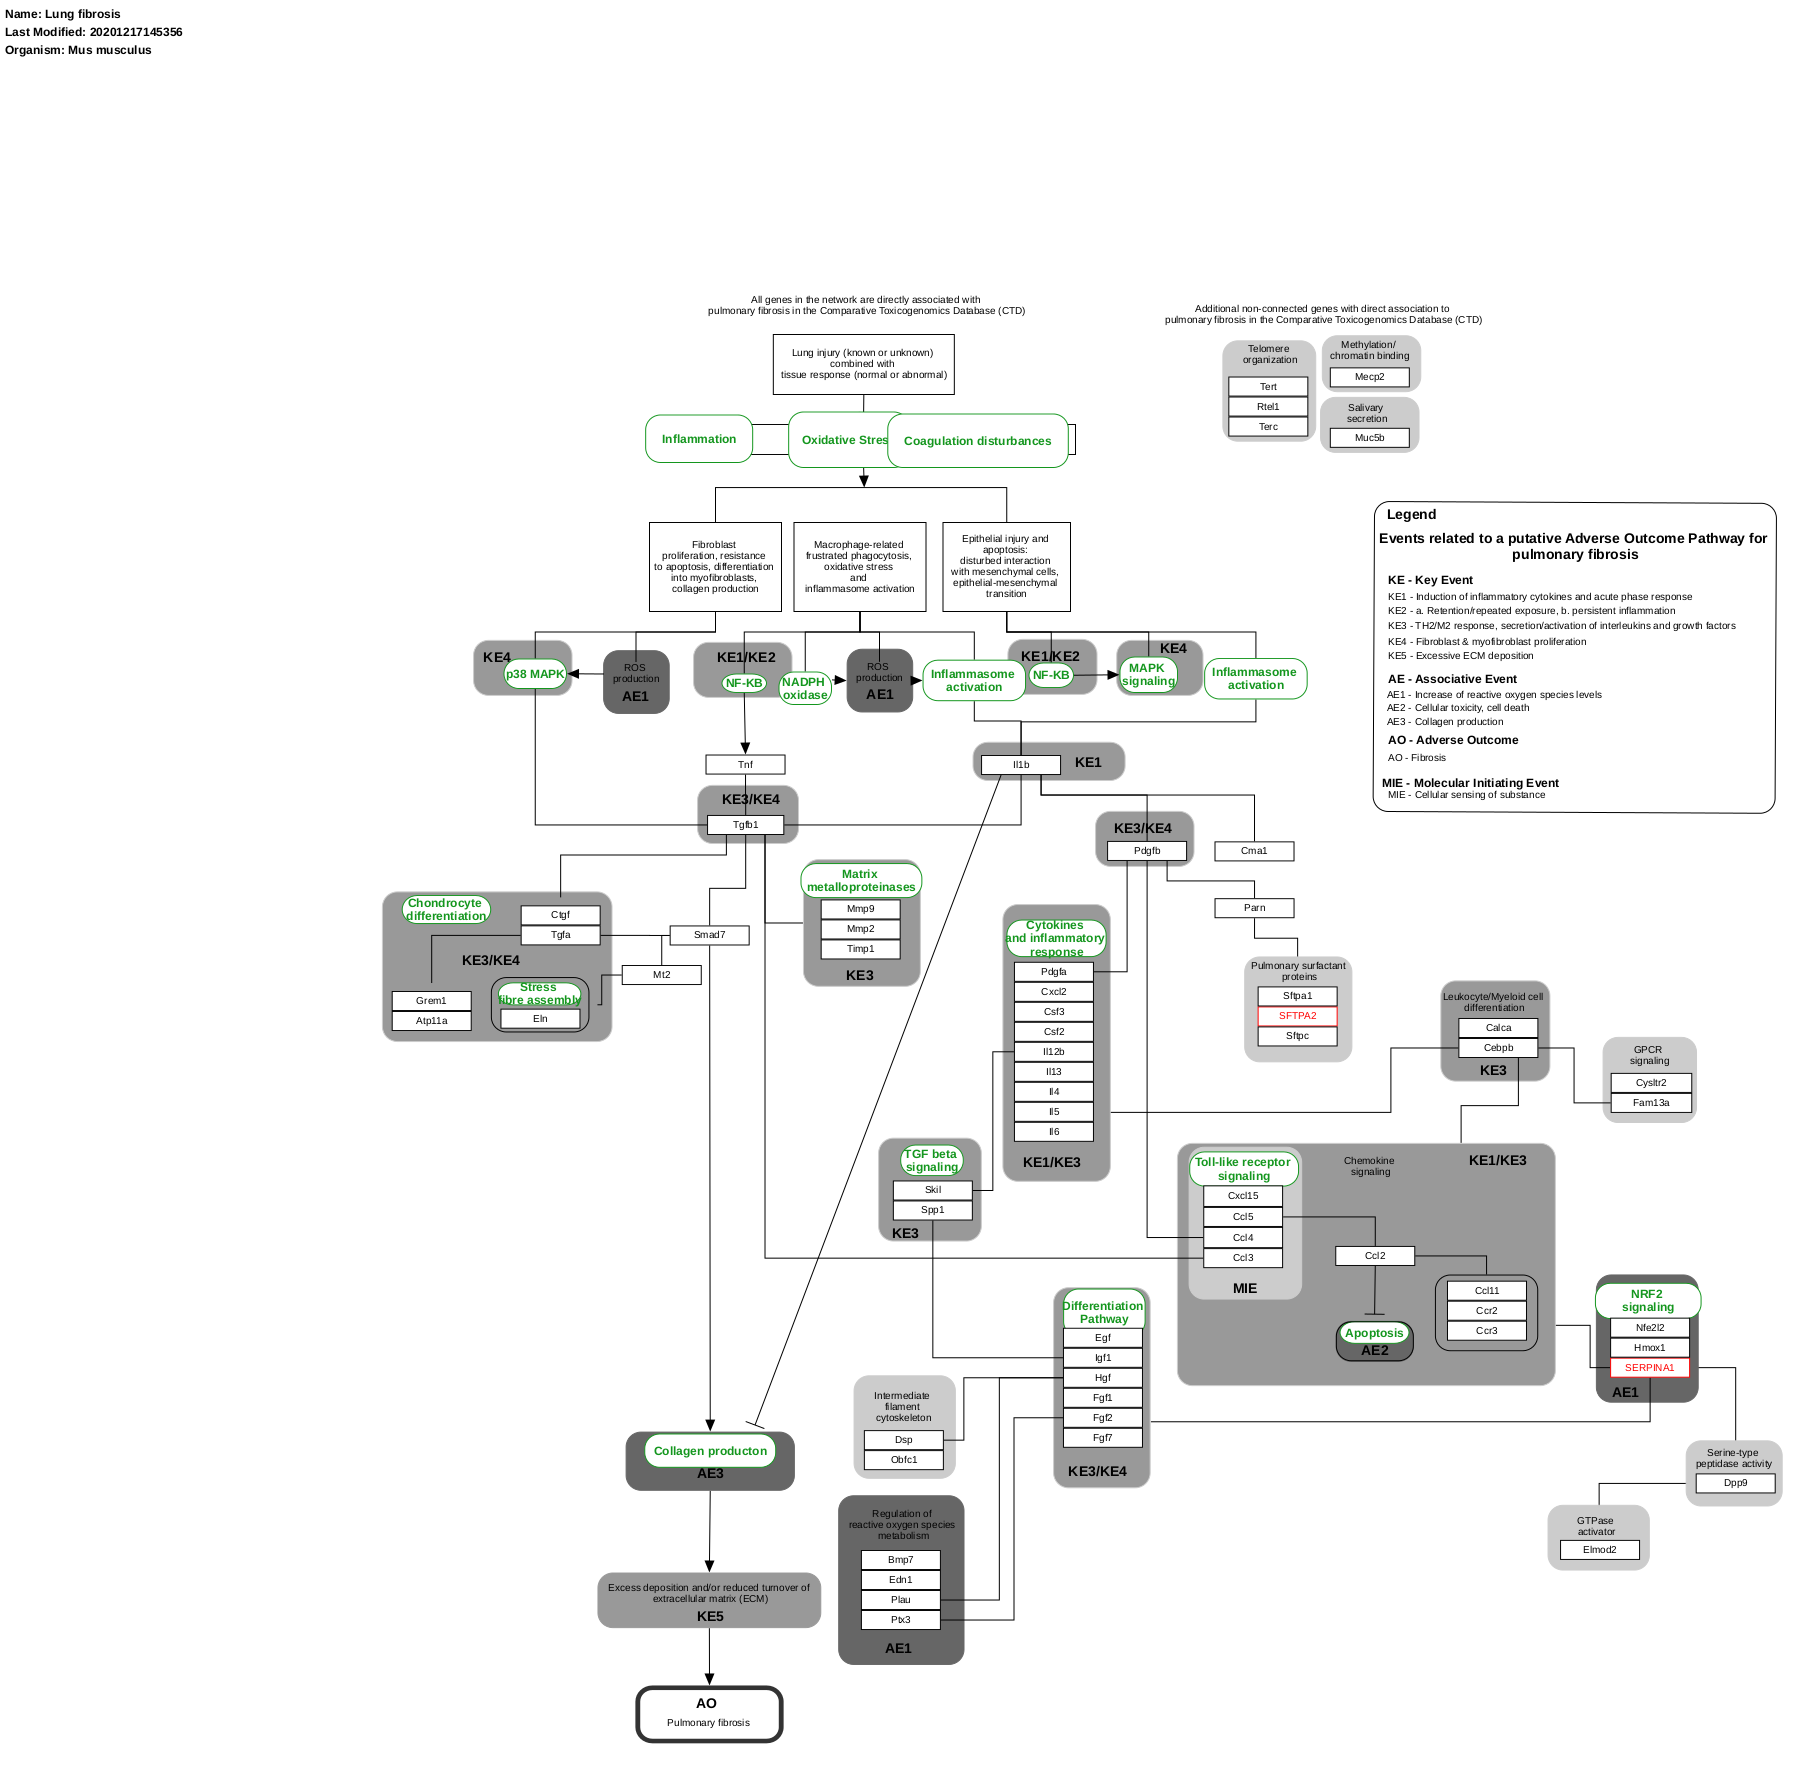 Name: Lung fibrosis
Last Modified: 20201217145356
Organism: Mus musculus
All genes in the network are directly associated with
pulmonary fibrosis in the Comparative Toxicogenomics Database (CTD)
Lung injury (known or unknown)
combined with
tissue response (normal or abnormal)
Additional non-connected genes with direct association to
pulmonary fibrosis in the Comparative Toxicogenomics Database (CTD)
Telomere
organization
Tert
Rtel1
Terc
Methylation/
chromatin binding
Mecp2
Salivary
secretion
Muc5b
Inflammation
Oxidative Stres
Coagulation disturbances
Fibroblast
proliferation, resistance
to apoptosis, differentiation
into myofibroblasts,
collagen production
Macrophage-related
frustrated phagocytosis,
oxidative stress
and
inflammasome activation
Epithelial injury and
apoptosis:
disturbed interaction
with mesenchymal cells,
epithelial-mesenchymal
transition
Legend
Events related to a putative Adverse Outcome Pathway for
pulmonary fibrosis
KE - Key Event
KE1 - Induction of inflammatory cytokines and acute phase response
KE2 - a. Retention/repeated exposure, b. persistent inflammation
KE3 - TH2/M2 response, secretion/activation of interleukins and growth factors
KE4 - Fibroblast & myofibroblast proliferation
KE5 - Excessive ECM deposition
AE - Associative Event
AE1 - Increase of reactive oxygen species levels
AE2 - Cellular toxicity, cell death
AE3 - Collagen production
AO - Adverse Outcome
AO - Fibrosis
MIE - Molecular Initiating Event
MIE - Cellular sensing of substance
KE4
p38 MAPK
ROS
production
AE1
KE1/KE2
NF-KB
NADPH
oxidase
ROS
production
AE1
Inflammasome
activation
KE1/KE2
NF-KB
KE4
MAPK
signaling
Inflammasome
activation
Tnf
Il1b
KE1
KE3/KE4
Tgfb1
KE3/KE4
Pdgfb
Cma1
Parn
Chondrocyte
differentiation
Ctgf
Tgfa
KE3/KE4
Grem1
Atp11a
Stress
fibre assembly
Eln
Smad7
Mt2
Matrix
metalloproteinases
Mmp9
Mmp2
Timp1
KE3
Cytokines
and inflammatory
response
Pdgfa
Cxcl2
Csf3
Csf2
Il12b
Il13
Il4
Il5
Il6
KE1/KE3
Pulmonary surfactant
proteins
Sftpa1
SFTPA2
Sftpc
Leukocyte/Myeloid cell
differentiation
Calca
Cebpb
KE3
GPCR
signaling
Cysltr2
Fam13a
TGF beta
signaling
Skil
Spp1
KE3
Toll-like receptor
signaling
Cxcl15
Ccl5
Ccl4
Ccl3
MIE
Chemokine
signaling
KE1/KE3
Ccl2
Ccl11
Ccr2
Ccr3
Apoptosis
AE2
NRF2
signaling
Nfe2l2
Hmox1
SERPINA1
AE1
Differentiation
Pathway
Egf
Igf1
Hgf
Fgf1
Fgf2
Fgf7
KE3/KE4
Intermediate
filament
cytoskeleton
Dsp
Obfc1
Collagen producton
AE3
Serine-type
peptidase activity
Dpp9
GTPase
activator
Elmod2
Regulation of
reactive oxygen species
metabolism
Bmp7
Edn1
Plau
Ptx3
AE1
Excess deposition and/or reduced turnover of
extracellular matrix (ECM)
KE5
AO
Pulmonary fibrosis